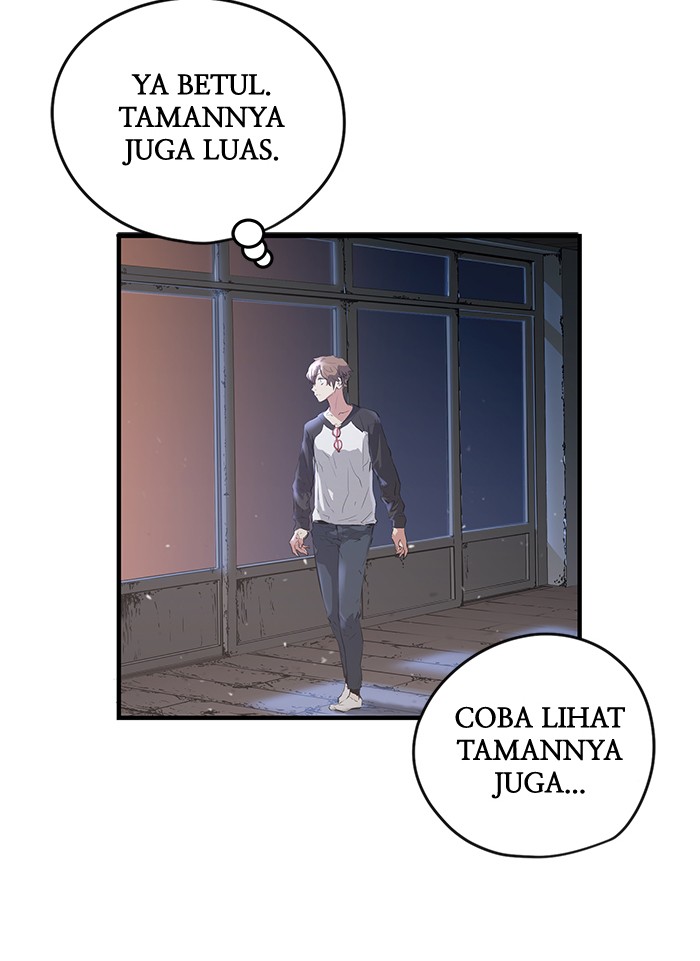 YA BETUL.
TAMANNYA
JUGA LUAS.
COBA LIHAT
TAMANNYA
JUGA...